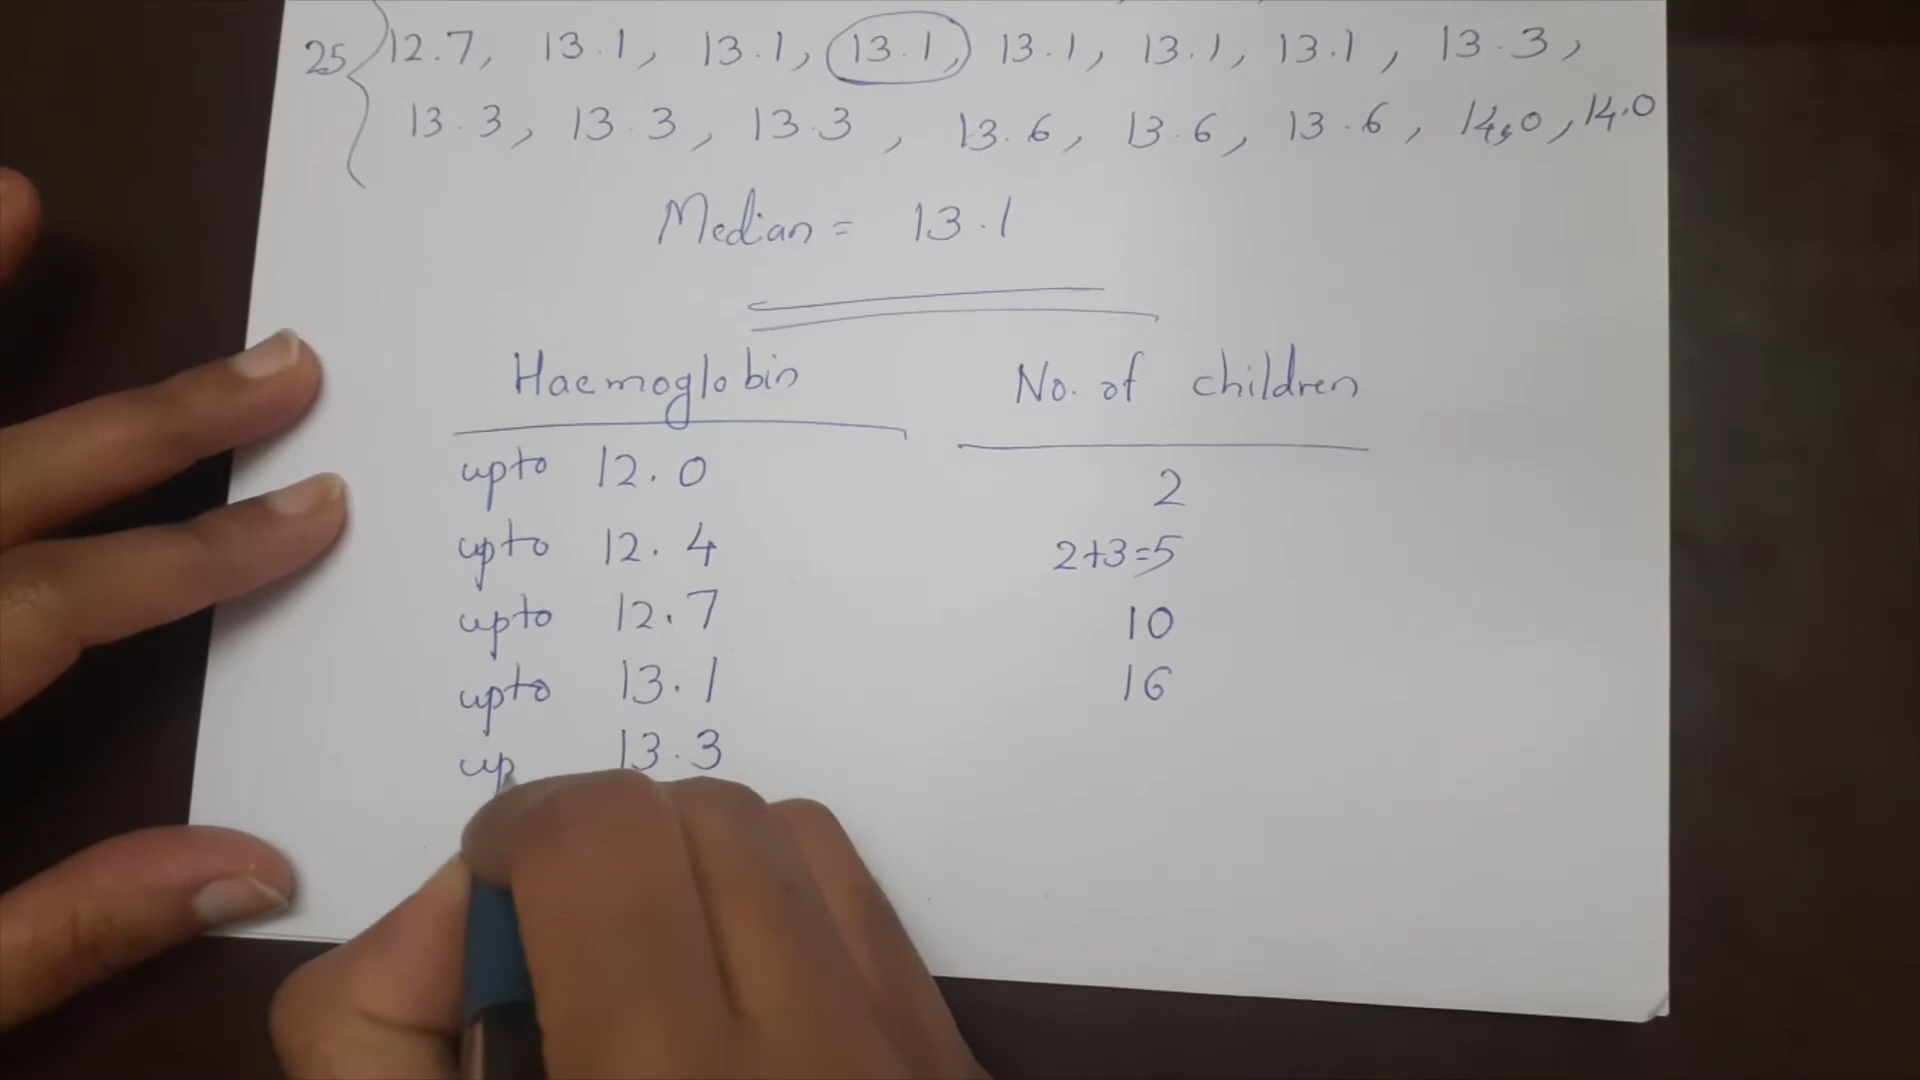 25 12.7, 13.1, 13.1, 13.1, 13.1, 13.1, 13.1, 13.3,
13.3, 13.3, 13.3, 13.6, 13.6, 13.6, 14.0, 14.0
Median = 13.1
Haemoglobin No. of children
upto 12.0 2
upto 12.4 2+3=5
upto 12.7 10
upto 13.1 16
up 13.3